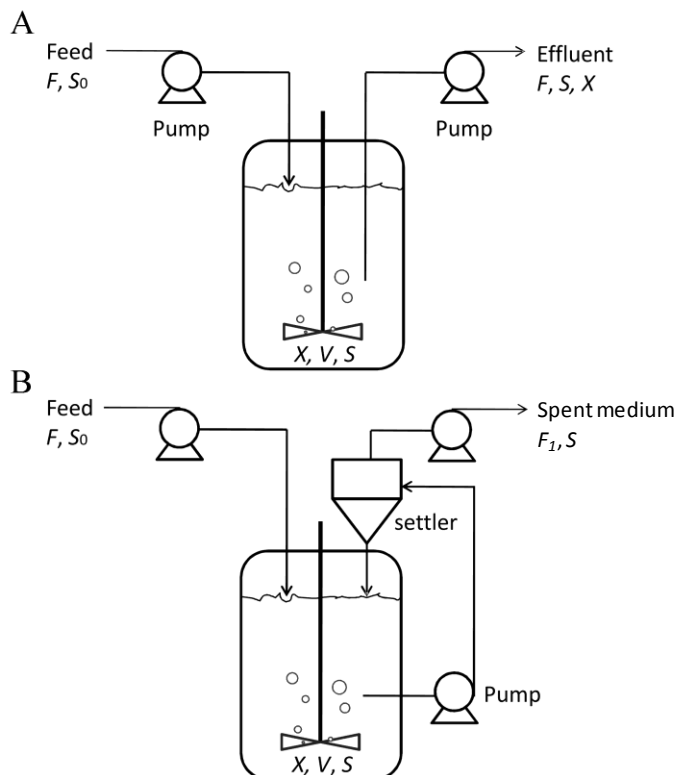 A
Feed
F, S0
Pump
Effluent
F, S, X
Pump
X, V, S
B
Feed
F, S0
Spent medium
F1, S
settler
Pump
X, V, S